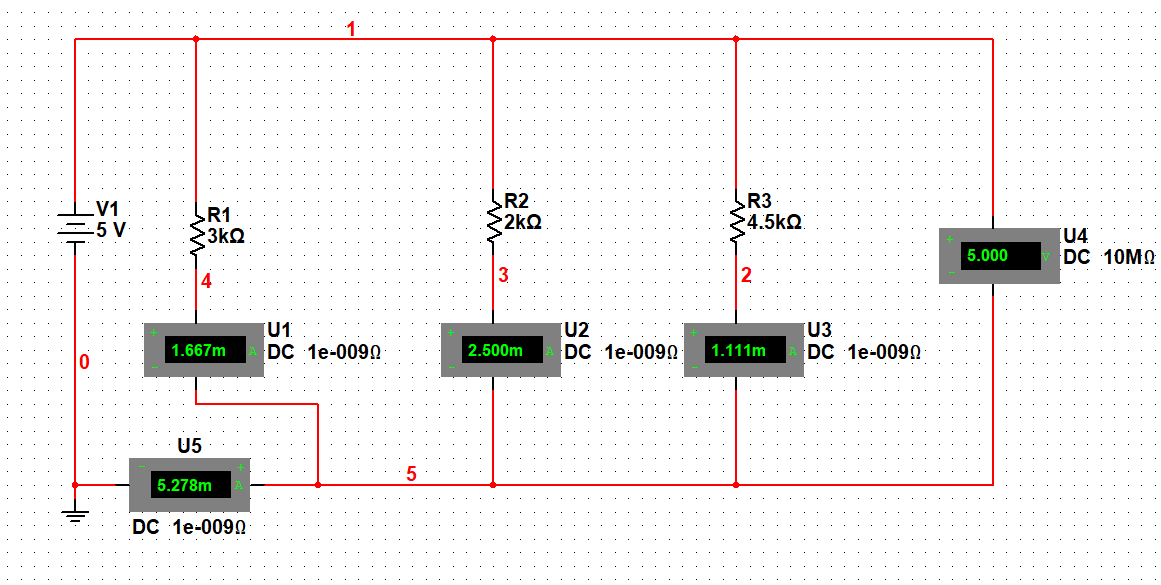 1
V1
5 V
R1
3kΩ
R2
2kΩ
R3
4.5kΩ
+
5.000 V
-
U4
DC 10MΩ
4
3
2
0
+
1.667m A
-
U1
DC 1e-009Ω
+
2.500m A
-
U2
DC 1e-009Ω
+
1.111m A
-
U3
DC 1e-009Ω
U5
- +
5.278m A
DC 1e-009Ω
5